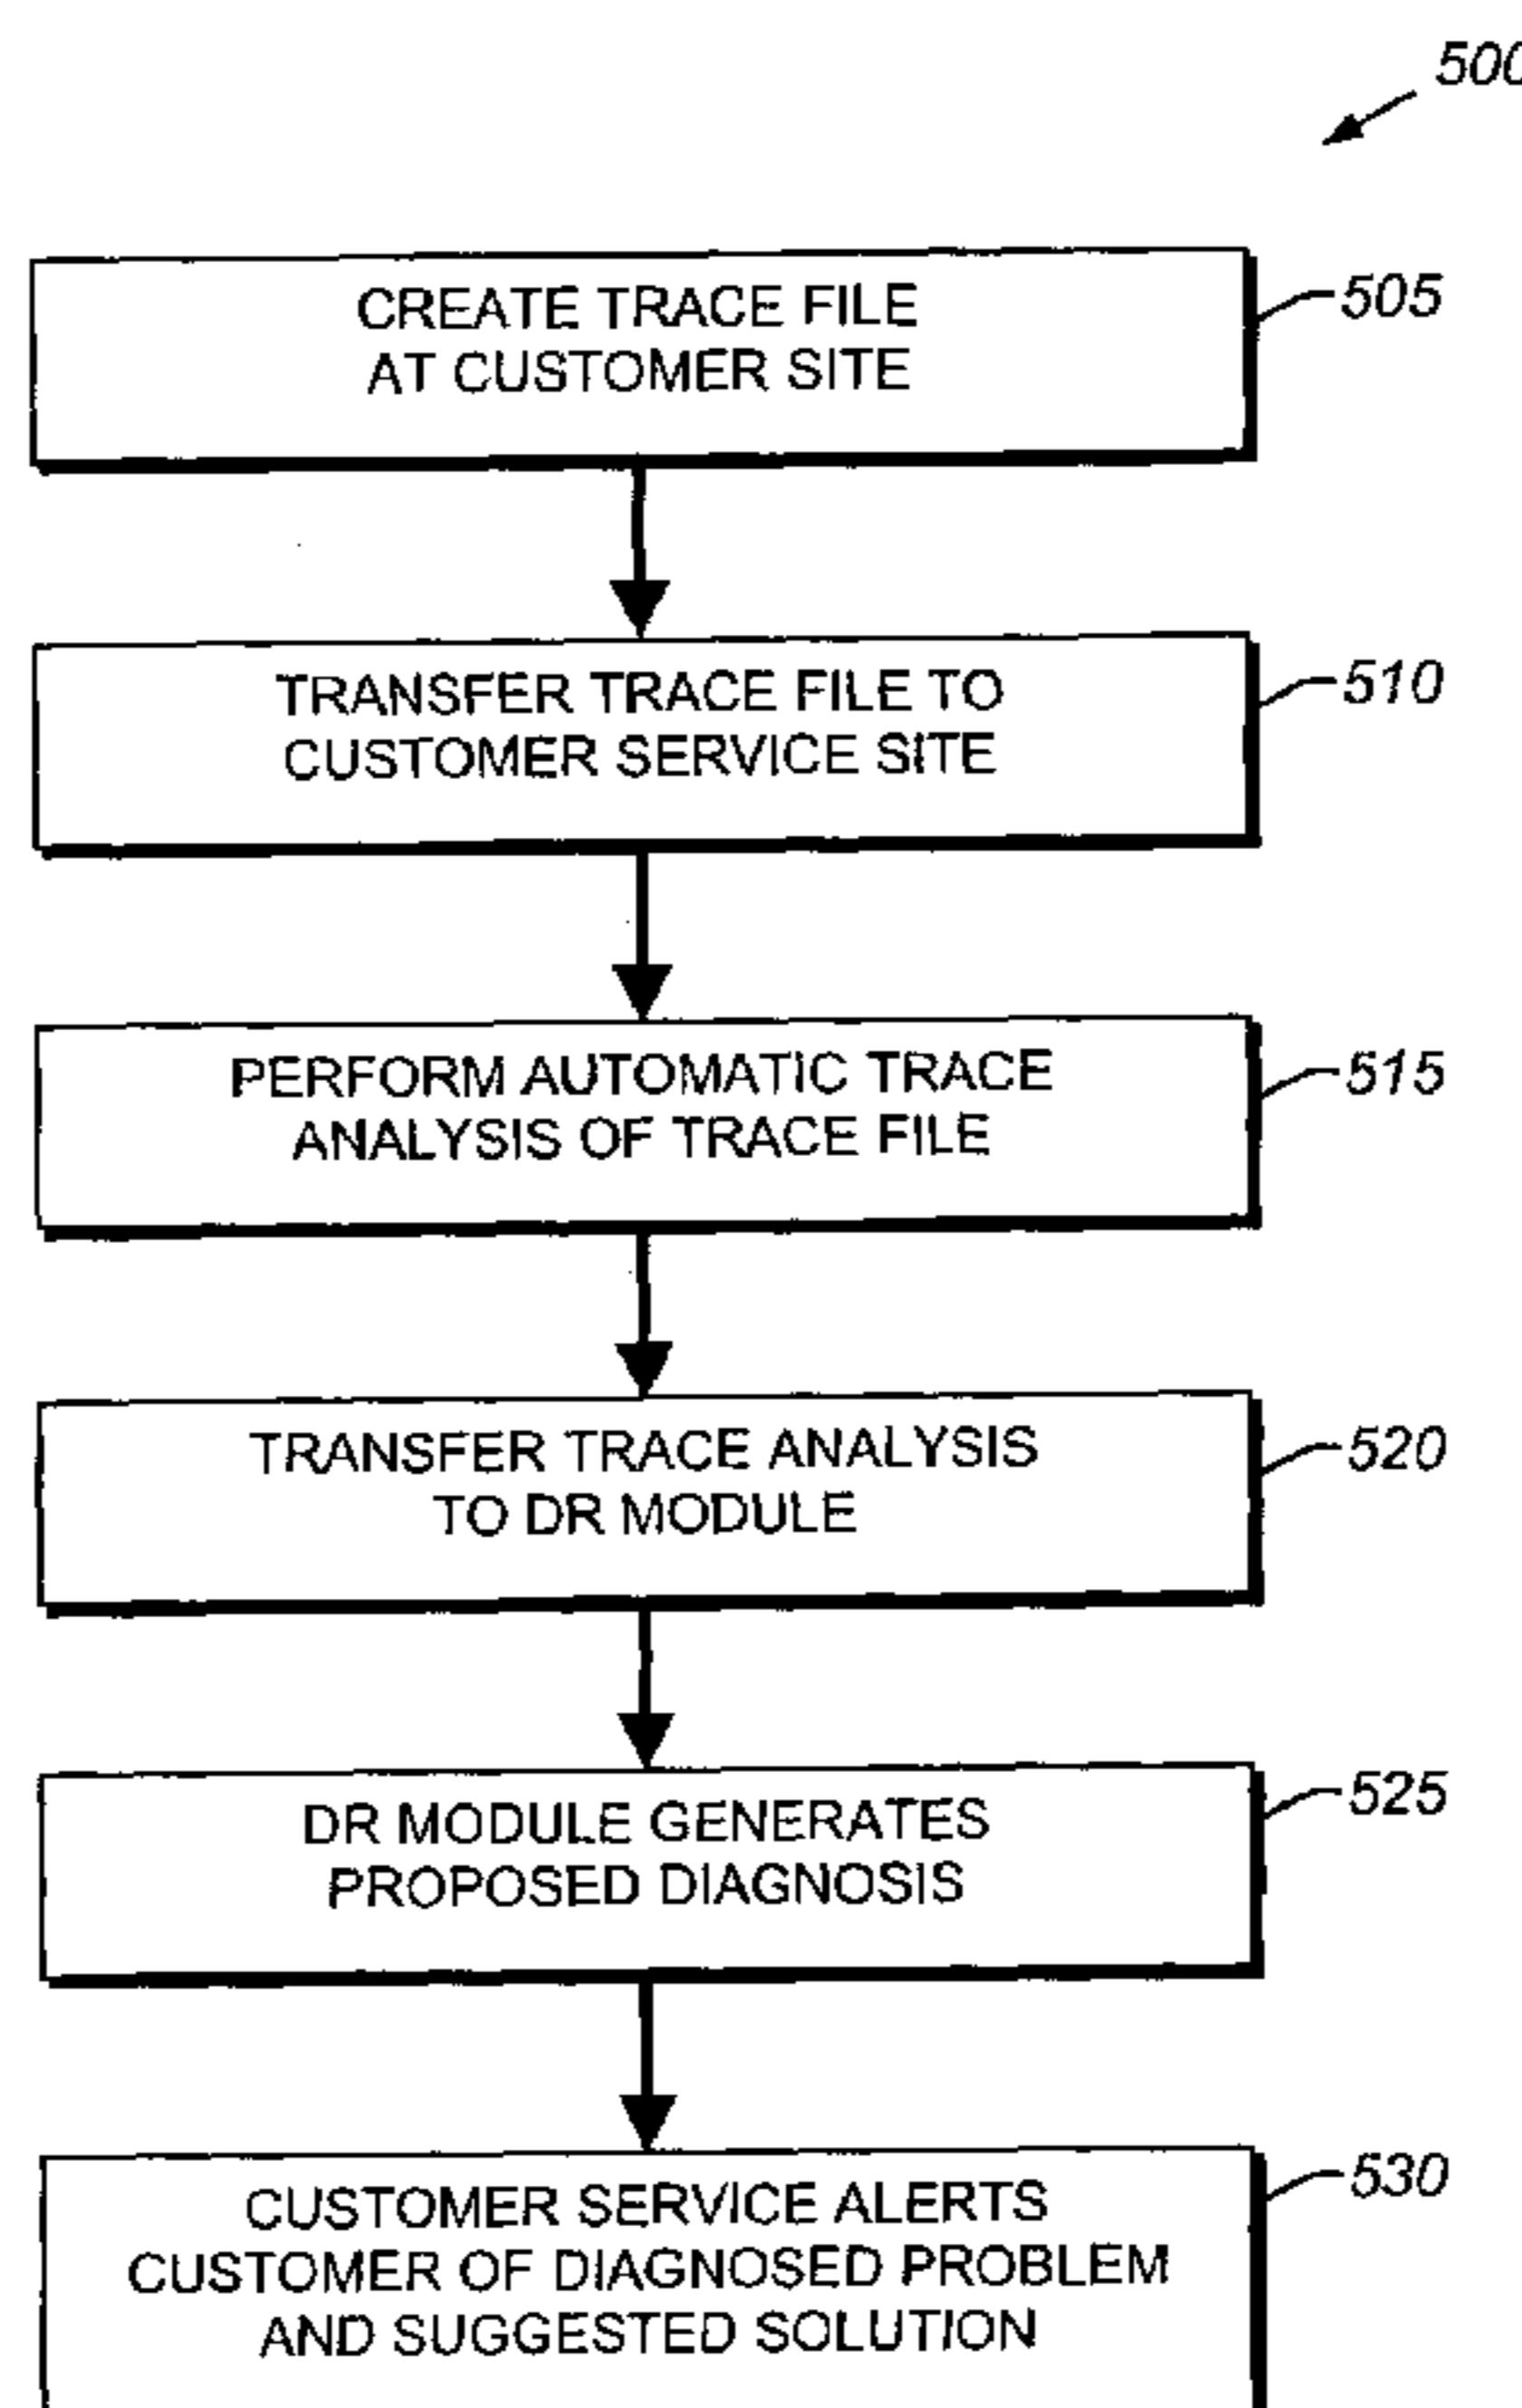 500
CREATE TRACE FILE
AT CUSTOMER SITE
505
TRANSFER TRACE FILE TO
CUSTOMER SERVICE SITE
510
PERFORM AUTOMATIC TRACE
ANALYSIS OF TRACE FILE
515
TRANSFER TRACE ANALYSIS
TO DR MODULE
520
DR MODULE GENERATES
PROPOSED DIAGNOSIS
525
CUSTOMER SERVICE ALERTS
CUSTOMER OF DIAGNOSED PROBLEM
AND SUGGESTED SOLUTION
530